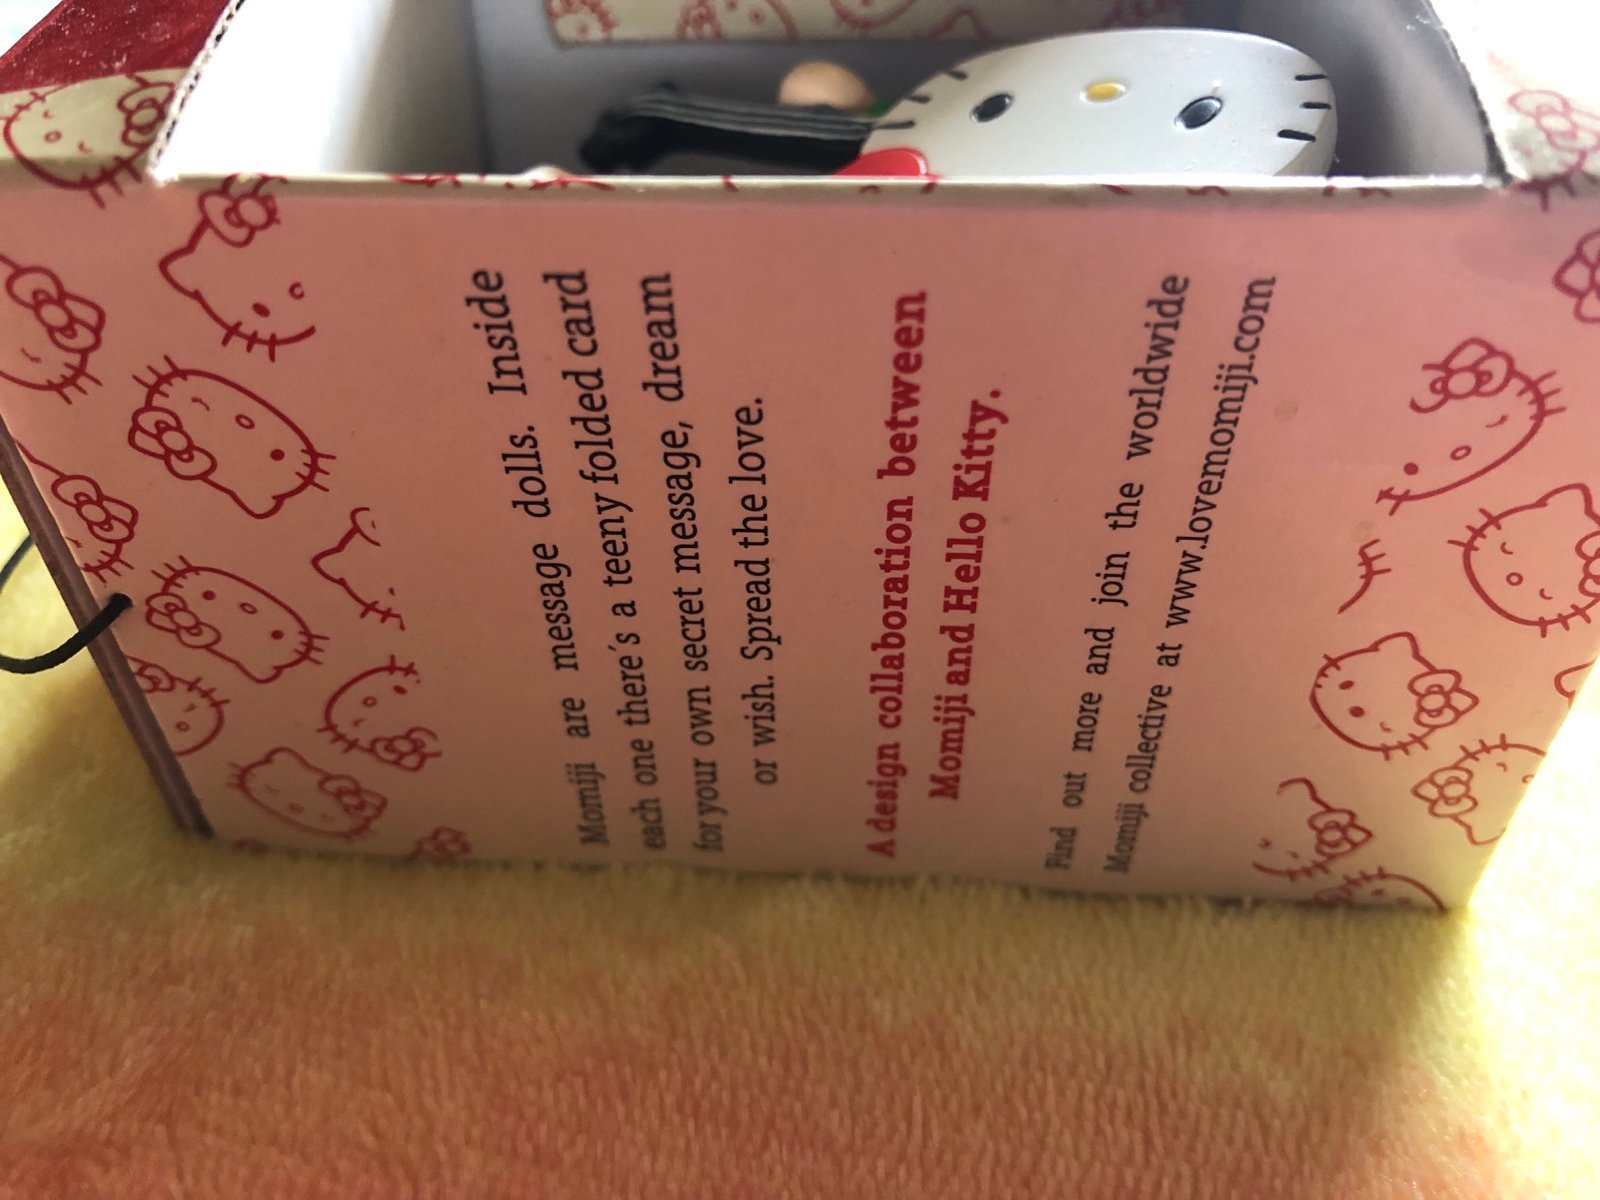 Momiji are message dolls. Inside
each one there's a teeny folded card
for your own secret message, dream
or wish. Spread the love.
A design collaboration between
Momiji and Hello Kitty.
Find out more and join the worldwide
Momiji collective at www.lovemomiji.com